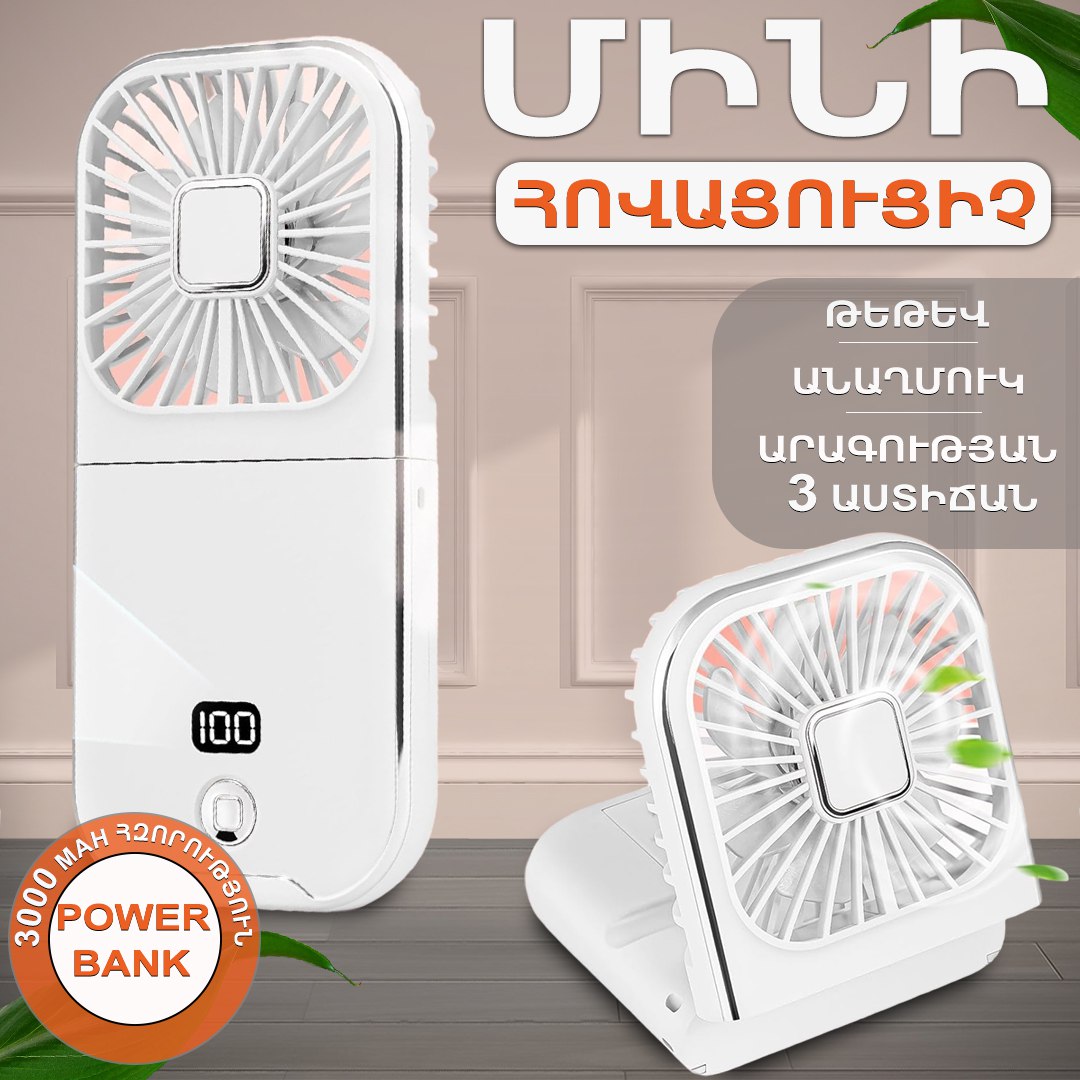 ՄԻՆԻ
ՀՈՎԱՑՈՒՑԻՉ
ԹԵԹԵՎ
ԱՆԱՂՄՈՒԿ
ԱՐԱԳՈՒԹՅԱՆ
3 ԱՍՏԻՃԱՆ
100
3000 MAH ՀԶՈՐՈՒԹՅՈՒՆ
POWER
BANK